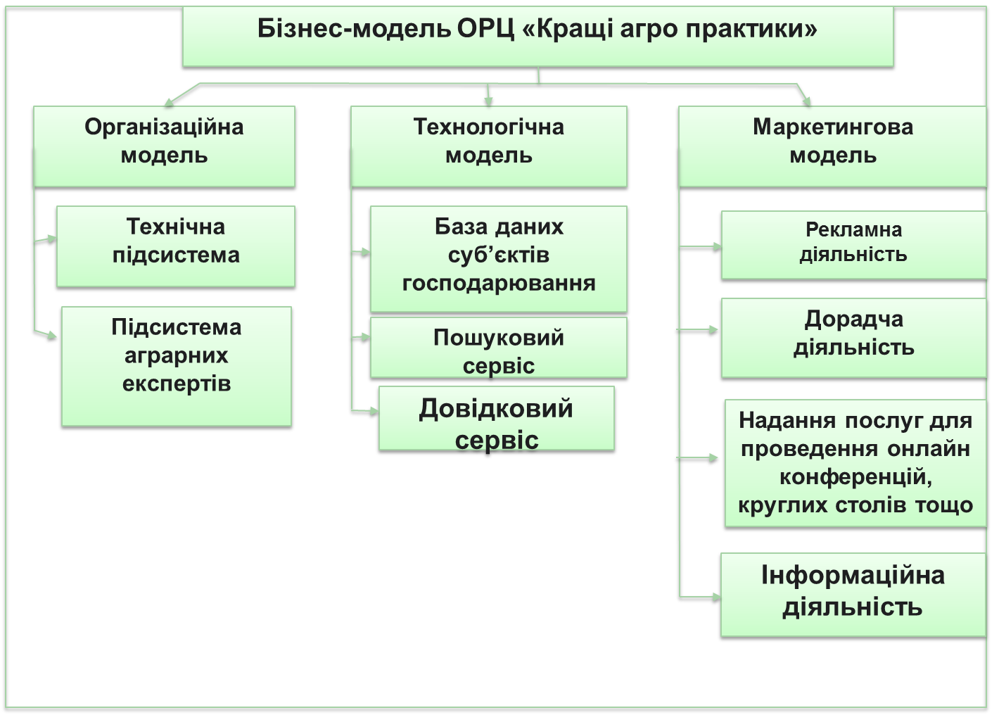 Бізнес-модель ОРЦ «Кращі агро практики»
Організаційна
модель
Технічна
підсистема
Підсистема
аграрних
експертів
Технологічна
модель
База даних
суб’єктів
господарювання
Пошуковий
сервіс
Довідковий
сервіс
Маркетингова
модель
Рекламна
діяльність
Дорадча
діяльність
Надання послуг для
проведення онлайн
конференцій,
круглих столів тощо
Інформаційна
діяльність